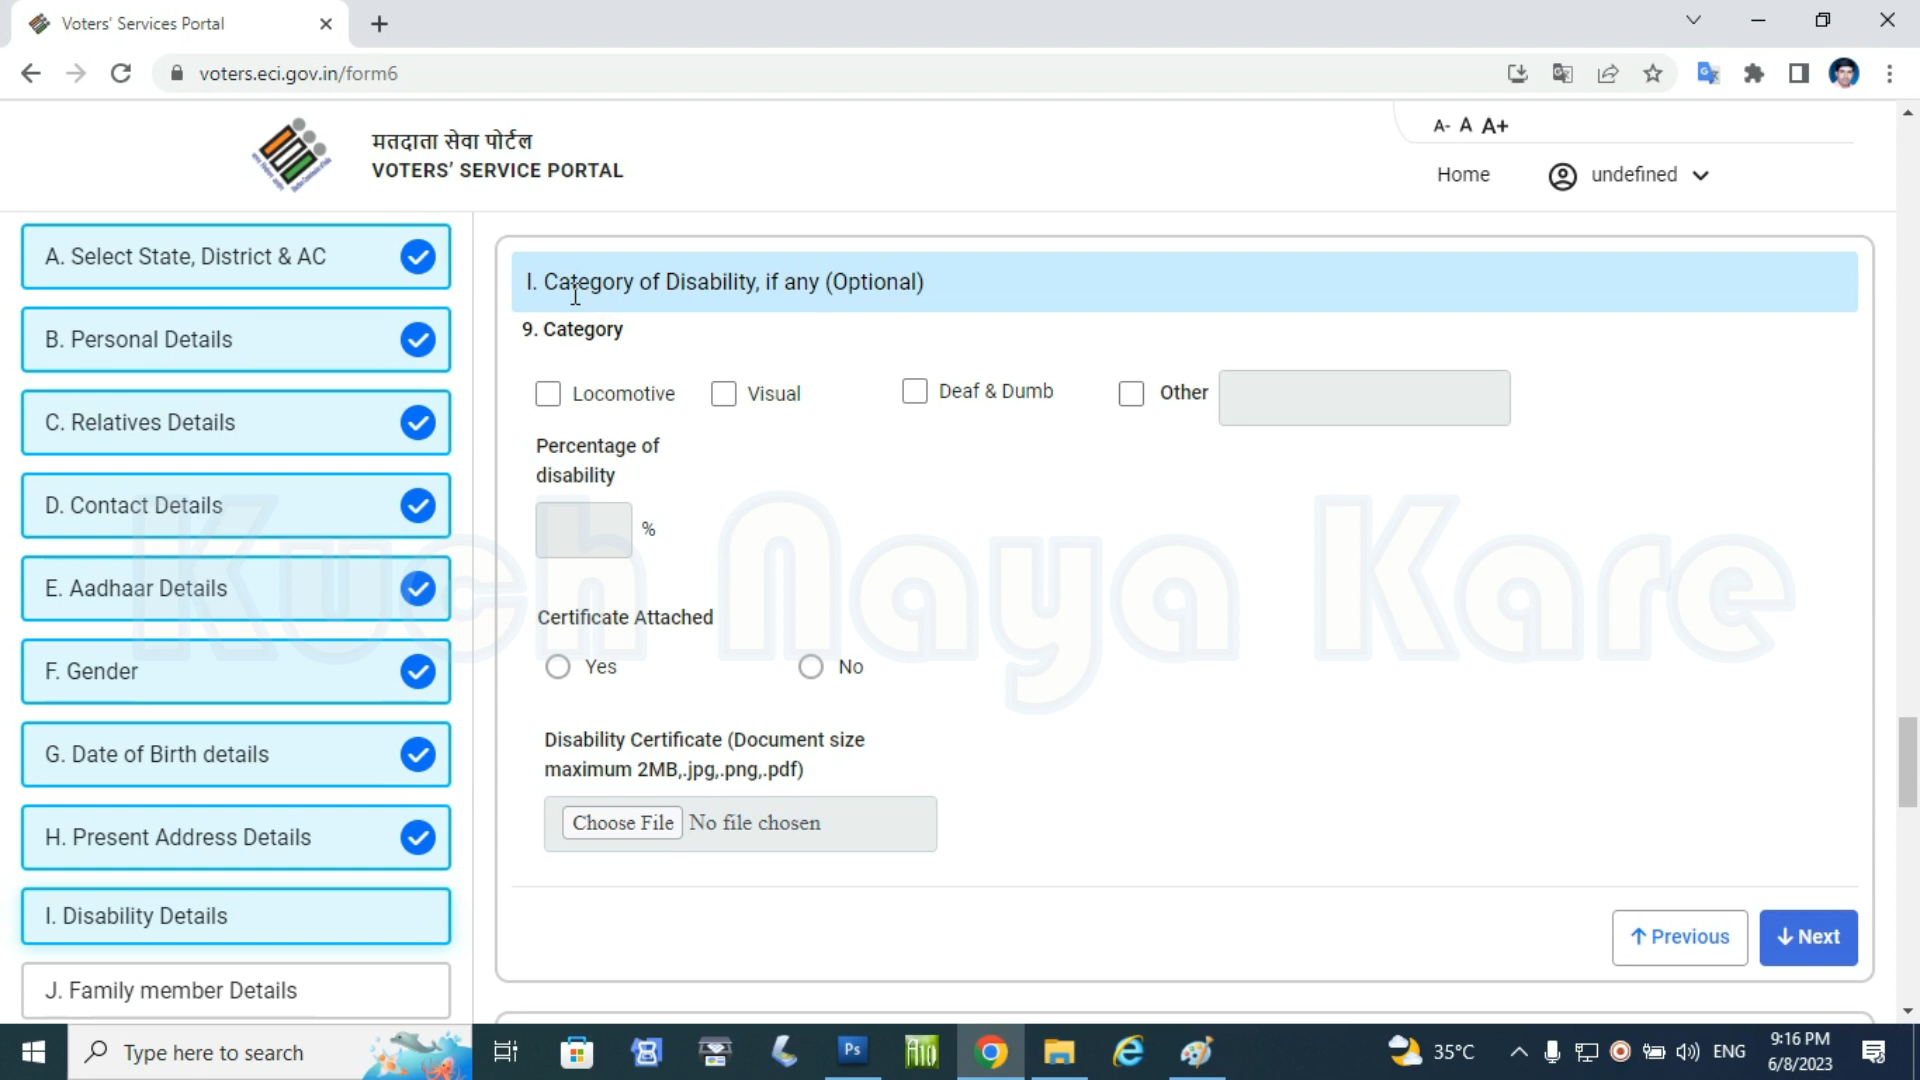 Voters' Services Portal
voters.eci.gov.in/form6
मतदाता सेवा पोर्टल
VOTERS' SERVICE PORTAL
A- A A+
Home
undefined
A. Select State, District & AC
B. Personal Details
C. Relatives Details
D. Contact Details
E. Aadhaar Details
F. Gender
G. Date of Birth details
H. Present Address Details
I. Disability Details
J. Family member Details
I. Category of Disability, if any (Optional)
9. Category
Locomotive Visual Deaf & Dumb Other
Percentage of
disability
%
Certificate Attached
Yes No
Disability Certificate (Document size
maximum 2MB,.jpg,.png,.pdf)
Choose File No file chosen
Previous Next
Kuch Naya Kare
Type here to search
Ps
A10
35°C
ENG
9:16 PM
6/8/2023